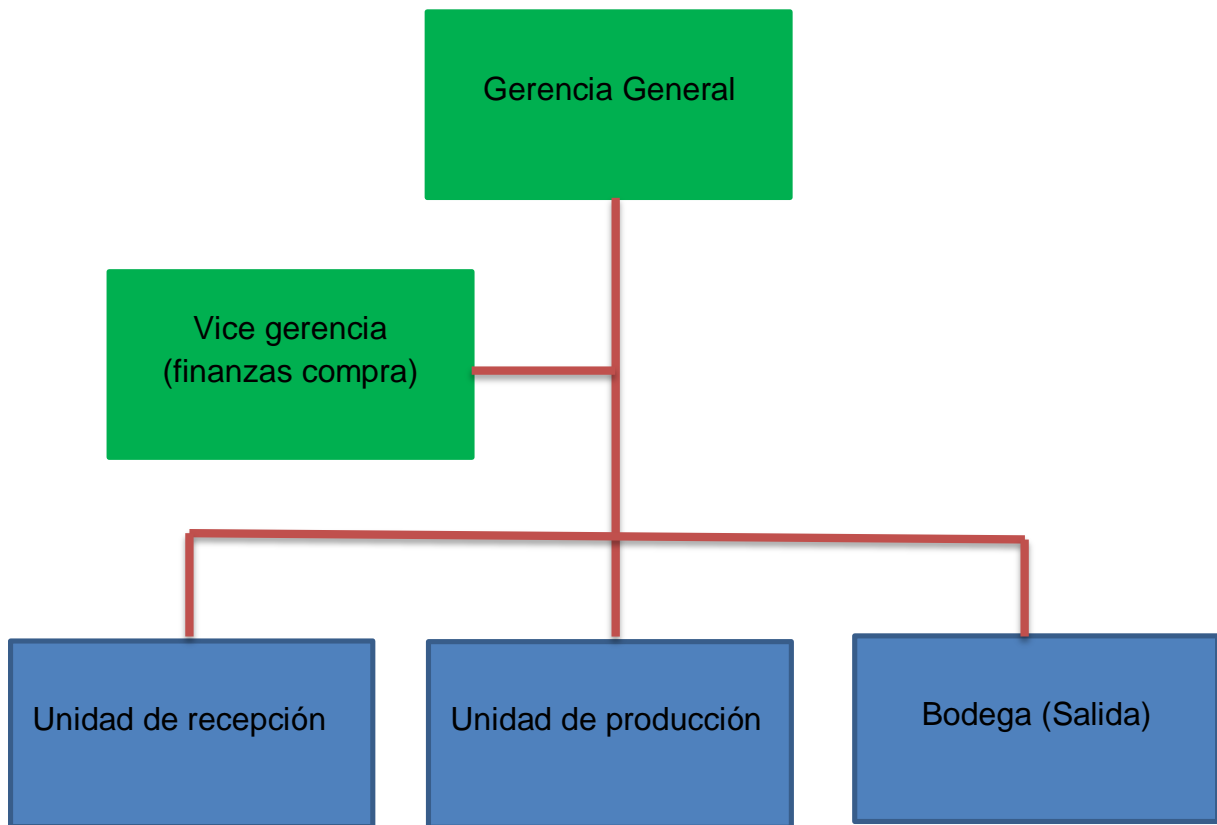 Gerencia General
Vice gerencia
(finanzas compra)
Unidad de recepción
Unidad de producción
Bodega (Salida)